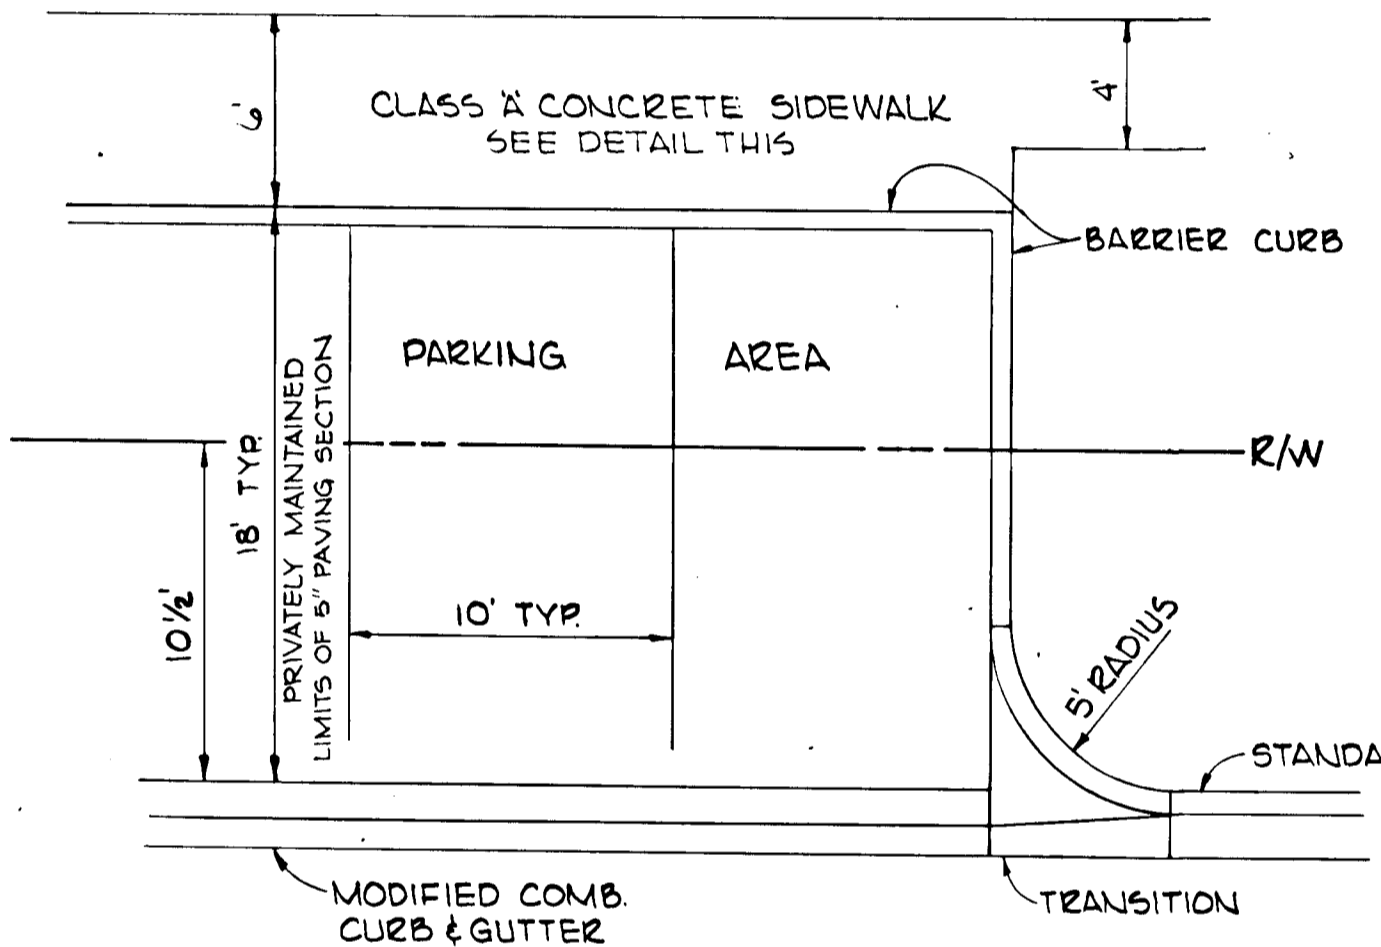 6'
4'
CLASS 'A' CONCRETE SIDEWALK
SEE DETAIL THIS
BARRIER CURB
PARKING AREA
R/W
18' TYP.
PRIVATELY MAINTAINED
LIMITS OF 5" PAVING SECTION
10½'
10' TYP.
5' RADIUS
STANDA
MODIFIED COMB.
CURB & GUTTER
TRANSITION